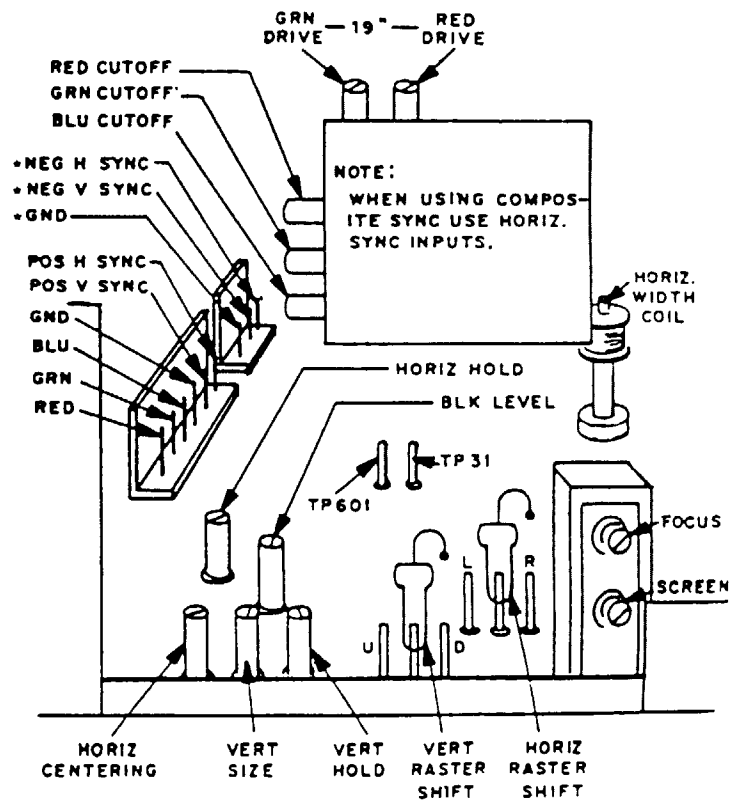 GRN DRIVE — 19" — RED DRIVE
RED CUTOFF
GRN CUTOFF
BLU CUTOFF
*NEG H SYNC
*NEG V SYNC
*GND
POS H SYNC
POS V SYNC
GND
BLU
GRN
RED
NOTE:
WHEN USING COMPOS-
ITE SYNC USE HORIZ.
SYNC INPUTS.
HORIZ.
WIDTH
COIL
HORIZ HOLD
BLK LEVEL
TP601
TP31
L
R
U
D
FOCUS
SCREEN
HORIZ
CENTERING
VERT
SIZE
VERT
HOLD
VERT
RASTER
SHIFT
HORIZ
RASTER
SHIFT